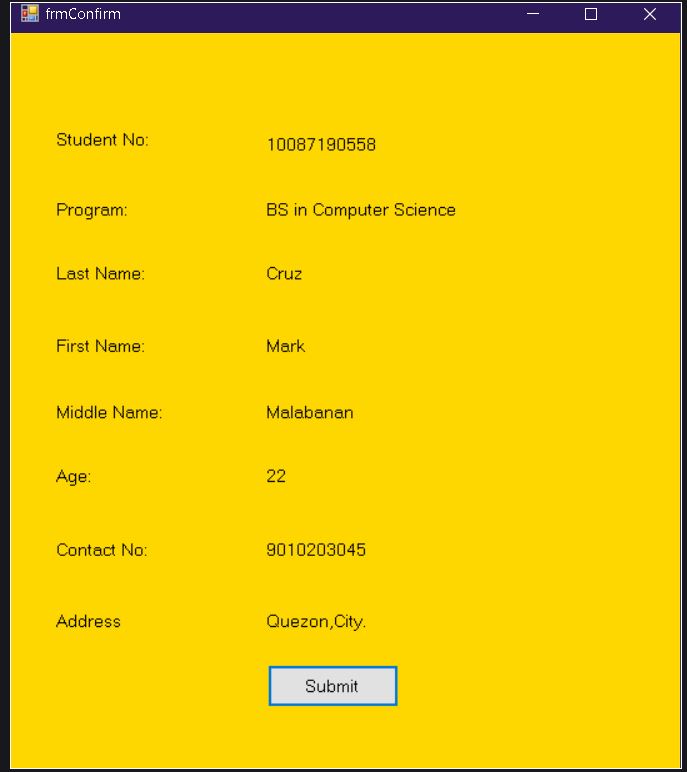 frmConfirm
Student No: 10087190558
Program: BS in Computer Science
Last Name: Cruz
First Name: Mark
Middle Name: Malabanan
Age: 22
Contact No: 9010203045
Address Quezon,City.
Submit